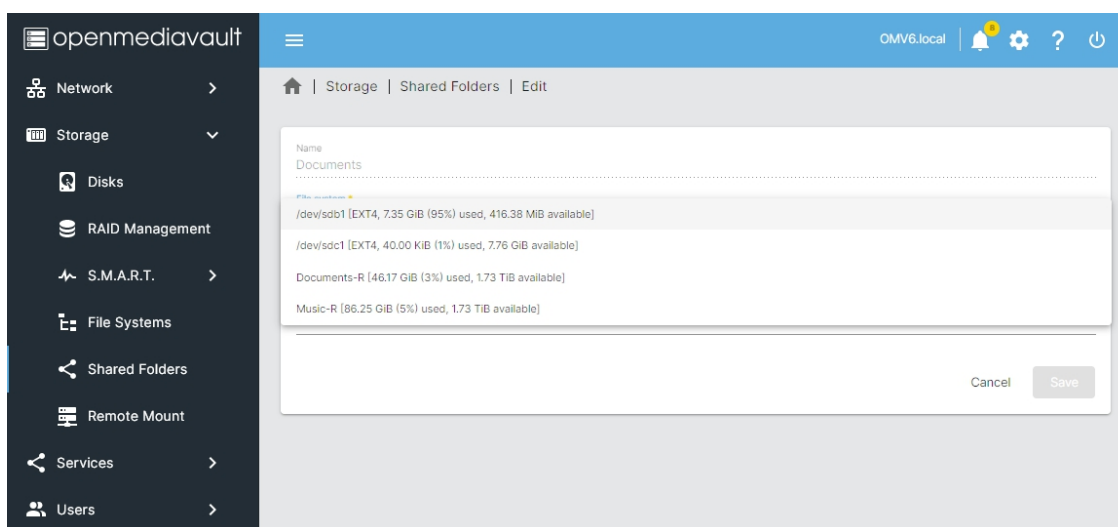 openmediavault
OMV6.local
8
Network
Storage
Disks
RAID Management
S.M.A.R.T.
File Systems
Shared Folders
Remote Mount
Services
Users
| Storage | Shared Folders | Edit
Name
Documents
File system *
/dev/sdb1 [EXT4, 7.35 GiB (95%) used, 416.38 MiB available]
/dev/sdc1 [EXT4, 40.00 KiB (1%) used, 7.76 GiB available]
Documents-R [46.17 GiB (3%) used, 1.73 TiB available]
Music-R [86.25 GiB (5%) used, 1.73 TiB available]
Cancel
Save